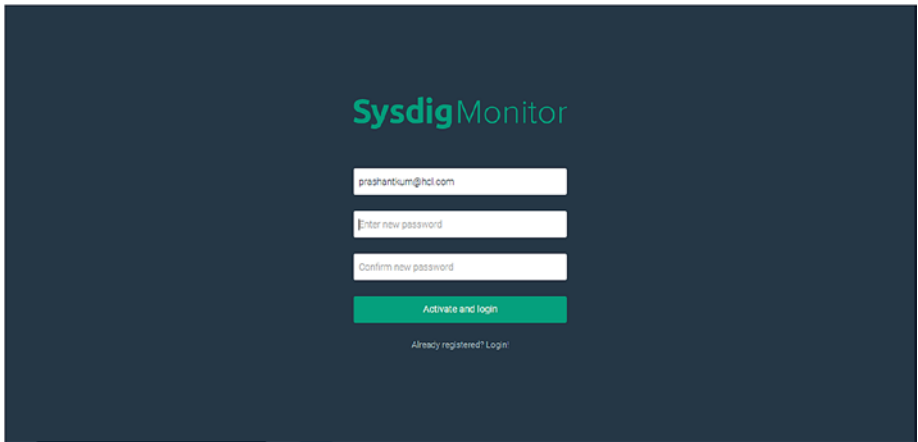 SysdigMonitor
prashantkum@hcl.com
Enter new password
Confirm new password
Activate and login
Already registered? Login!